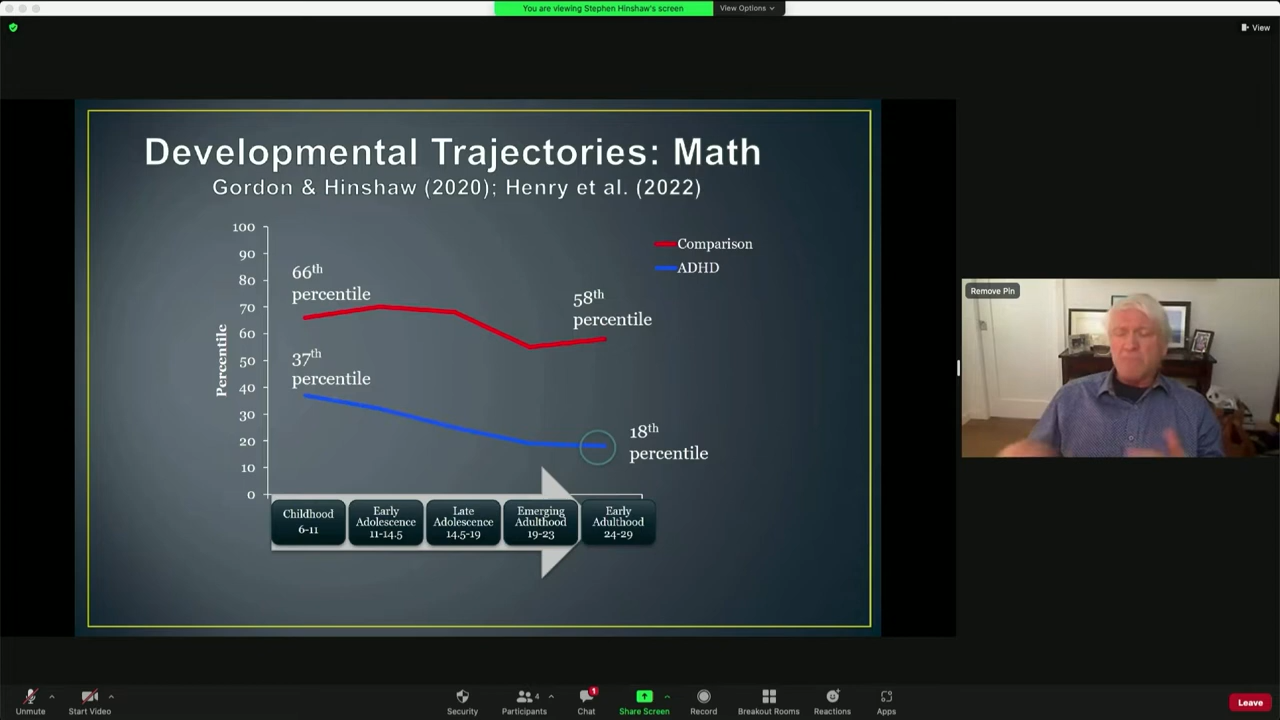 You are viewing Stephen Hinshaw's screen
View Options
View
Developmental Trajectories: Math
Gordon & Hinshaw (2020); Henry et al. (2022)
100
90
80
70
60
50
40
30
20
10
0
Percentile
66th
percentile
37th
percentile
58th
percentile
18th
percentile
Comparison
ADHD
Childhood
6-11
Early
Adolescence
11-14.5
Late
Adolescence
14.5-19
Emerging
Adulthood
19-23
Early
Adulthood
24-29
Remove Pin
Unmute
Start Video
Security
4
Participants
1
Chat
Share Screen
Record
Breakout Rooms
Reactions
Apps
Leave